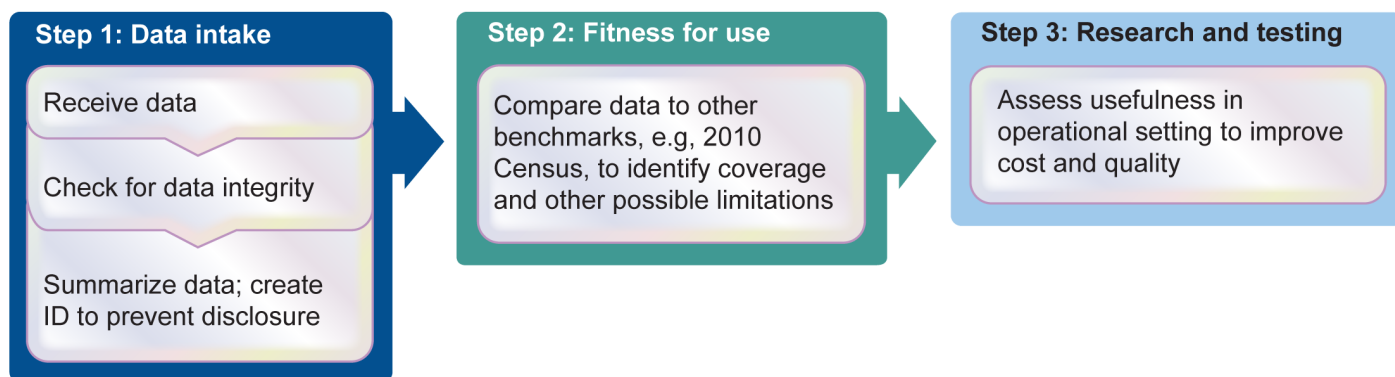 Step 1: Data intake
Receive data
Check for data integrity
Summarize data; create
ID to prevent disclosure
Step 2: Fitness for use
Compare data to other
benchmarks, e.g, 2010
Census, to identify coverage
and other possible limitations
Step 3: Research and testing
Assess usefulness in
operational setting to improve
cost and quality